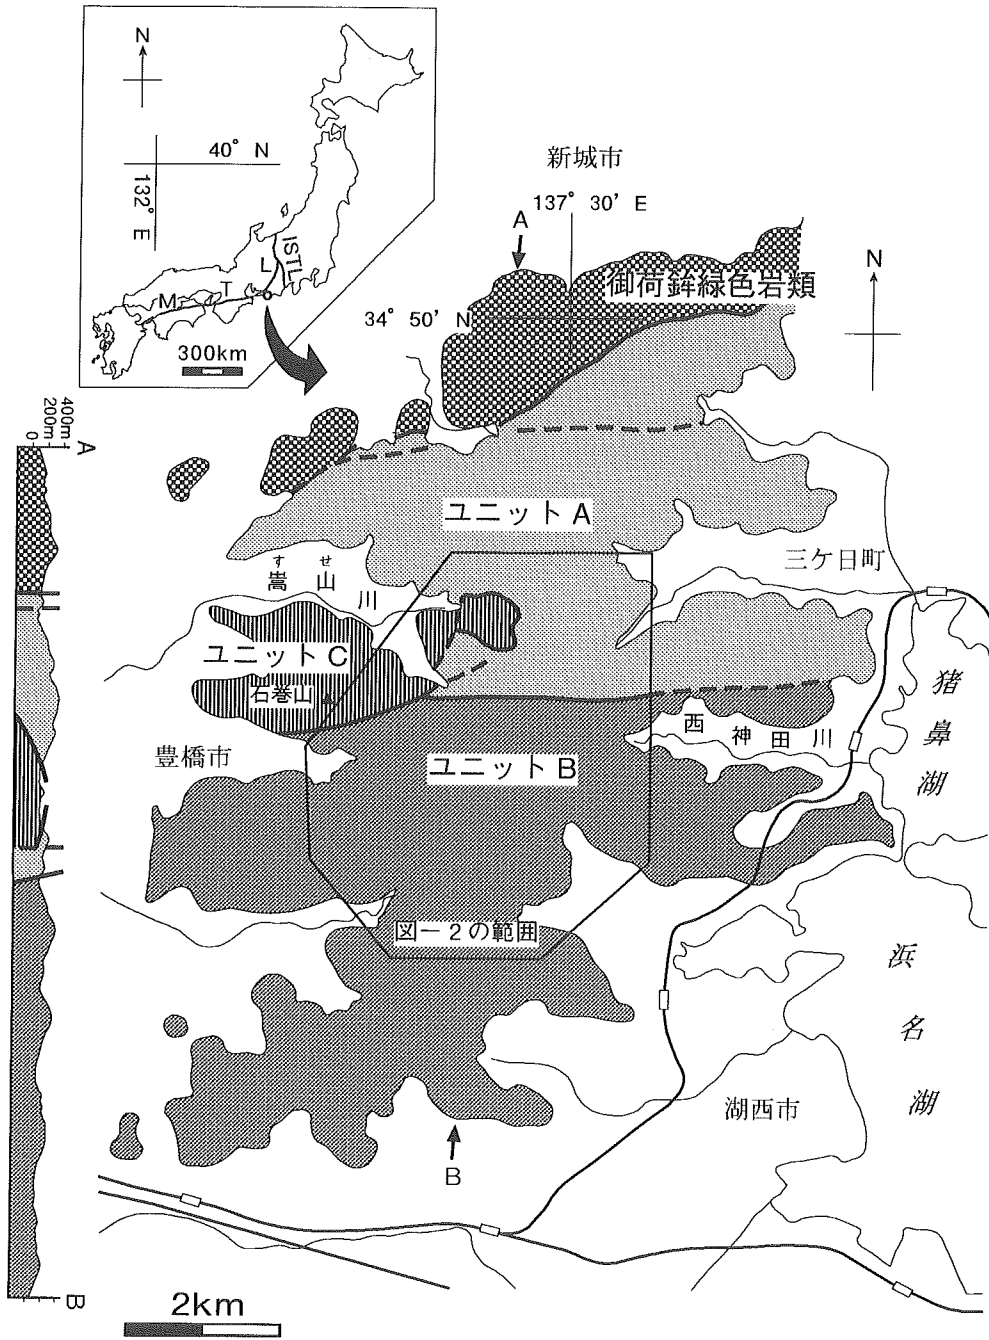 N
40° N
132° E
ISTL
L
T
M
300km
新城市
137° 30′ E
A
御荷鉾緑色岩類
N
34° 50′ N
400m
200m
0
A
ユニットA
三ケ日町
すせ
嵩山川
ユニットC
石巻山
猪鼻湖
西神田川
豊橋市
ユニットB
図-2の範囲
浜名湖
湖西市
B
B
2km